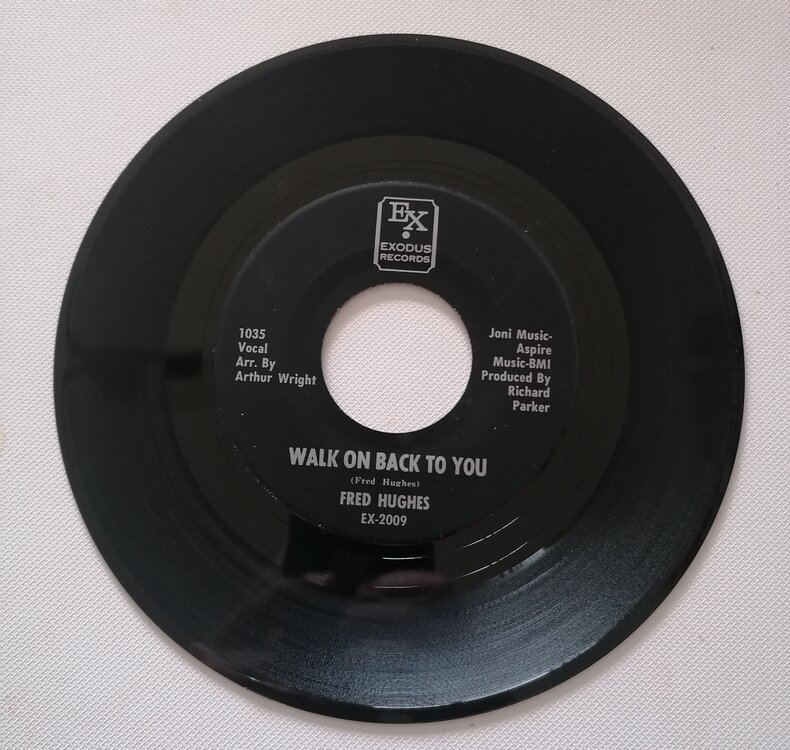 EX
EXODUS
RECORDS
1035
Vocal
Arr. By
Arthur Wright
Joni Music-
Aspire
Music-BMI
Produced By
Richard
Parker
WALK ON BACK TO YOU
(Fred Hughes)
FRED HUGHES
EX-2009